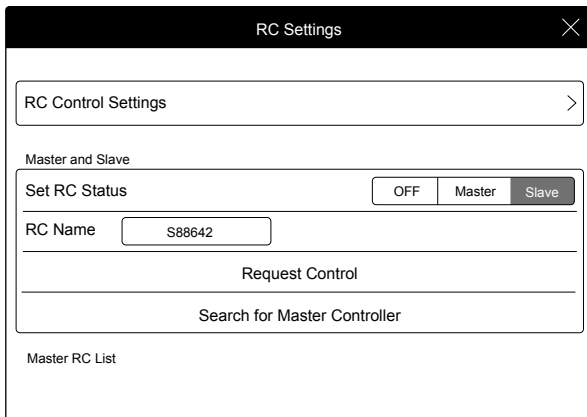 RC Settings
RC Control Settings
Master and Slave
Set RC Status OFF Master Slave
RC Name S88642
Request Control
Search for Master Controller
Master RC List